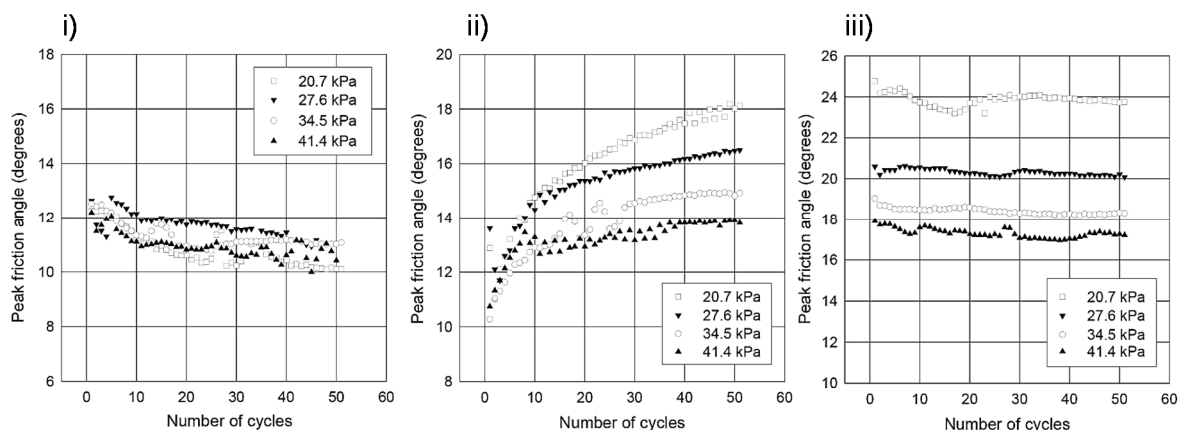 i)
Peak friction angle (degrees)
18
16
14
12
10
8
6
20.7 kPa
27.6 kPa
34.5 kPa
41.4 kPa
0 10 20 30 40 50 60
Number of cycles
ii)
Peak friction angle (degrees)
20
18
16
14
12
10
8
20.7 kPa
27.6 kPa
34.5 kPa
41.4 kPa
0 10 20 30 40 50 60
Number of cycles
iii)
Peak friction angle (degrees)
26
24
22
20
18
16
14
12
10
20.7 kPa
27.6 kPa
34.5 kPa
41.4 kPa
0 10 20 30 40 50 60
Number of cycles